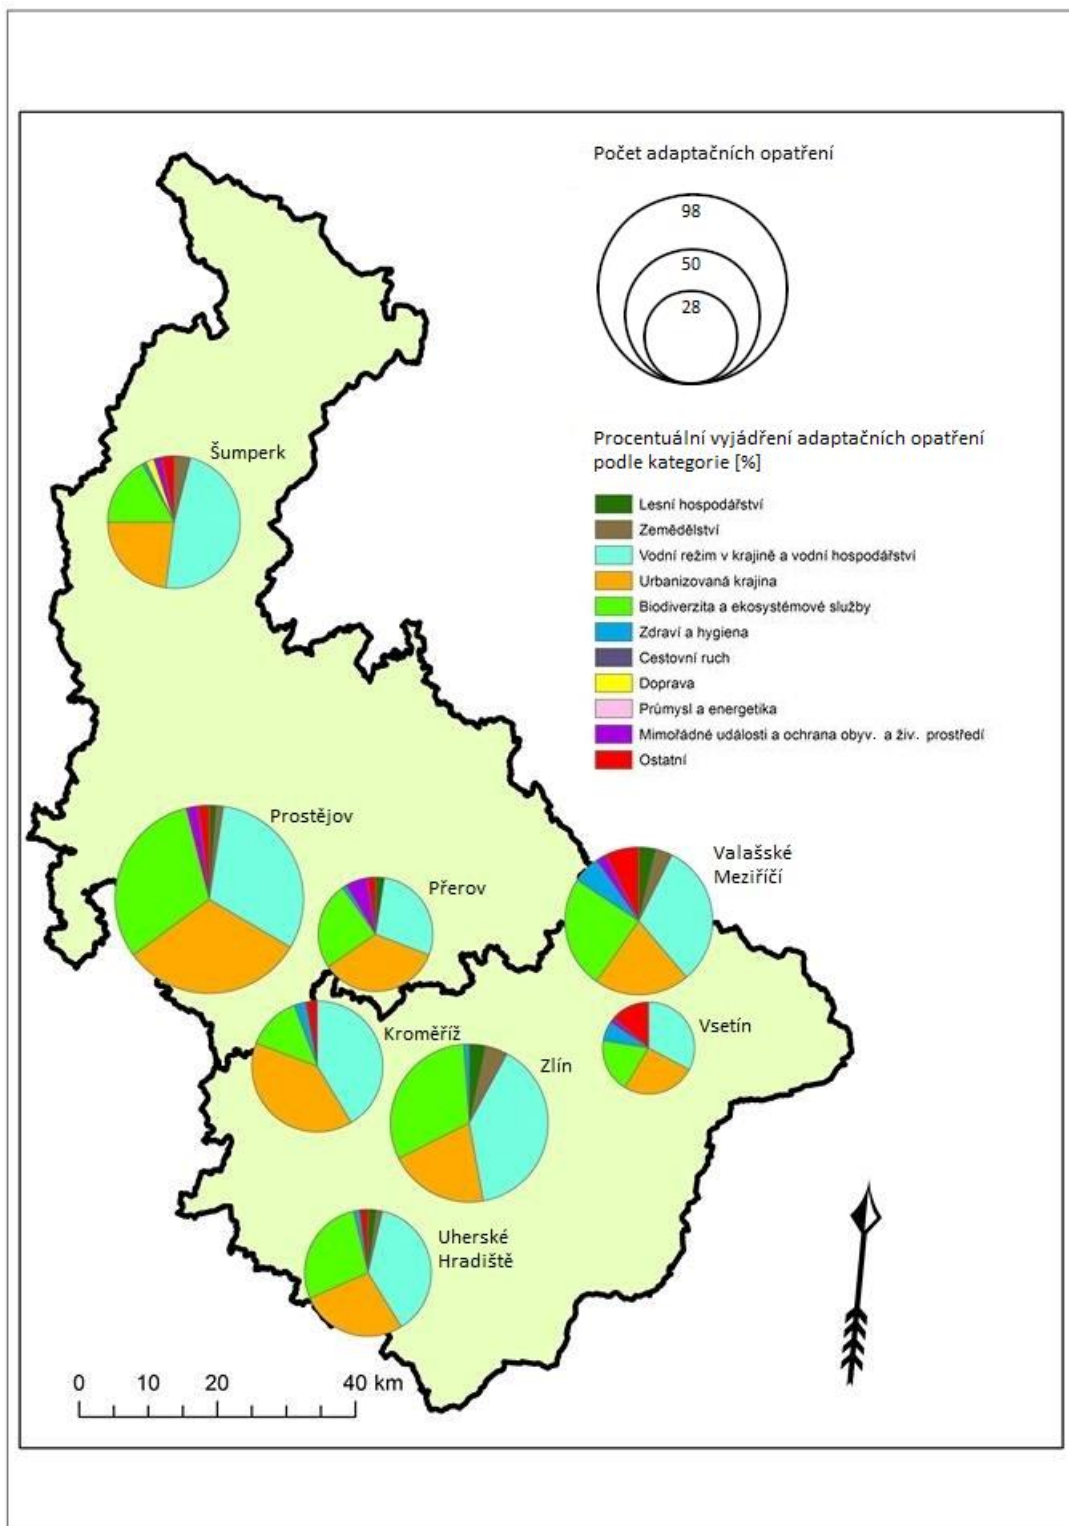 Počet adaptačních opatření
98
50
28
Procentuální vyjádření adaptačních opatření
podle kategorie [%]
Lesní hospodářství
Zemědělství
Vodní režim v krajině a vodní hospodářství
Urbanizovaná krajina
Biodiverzita a ekosystémové služby
Zdraví a hygiena
Cestovní ruch
Doprava
Průmysl a energetika
Mimořádné události a ochrana obyv. a živ. prostředí
Ostatní
Šumperk
Prostějov
Přerov
Valašské
Meziříčí
Kroměříž
Zlín
Vsetín
Uherské
Hradiště
0 10 20 40 km